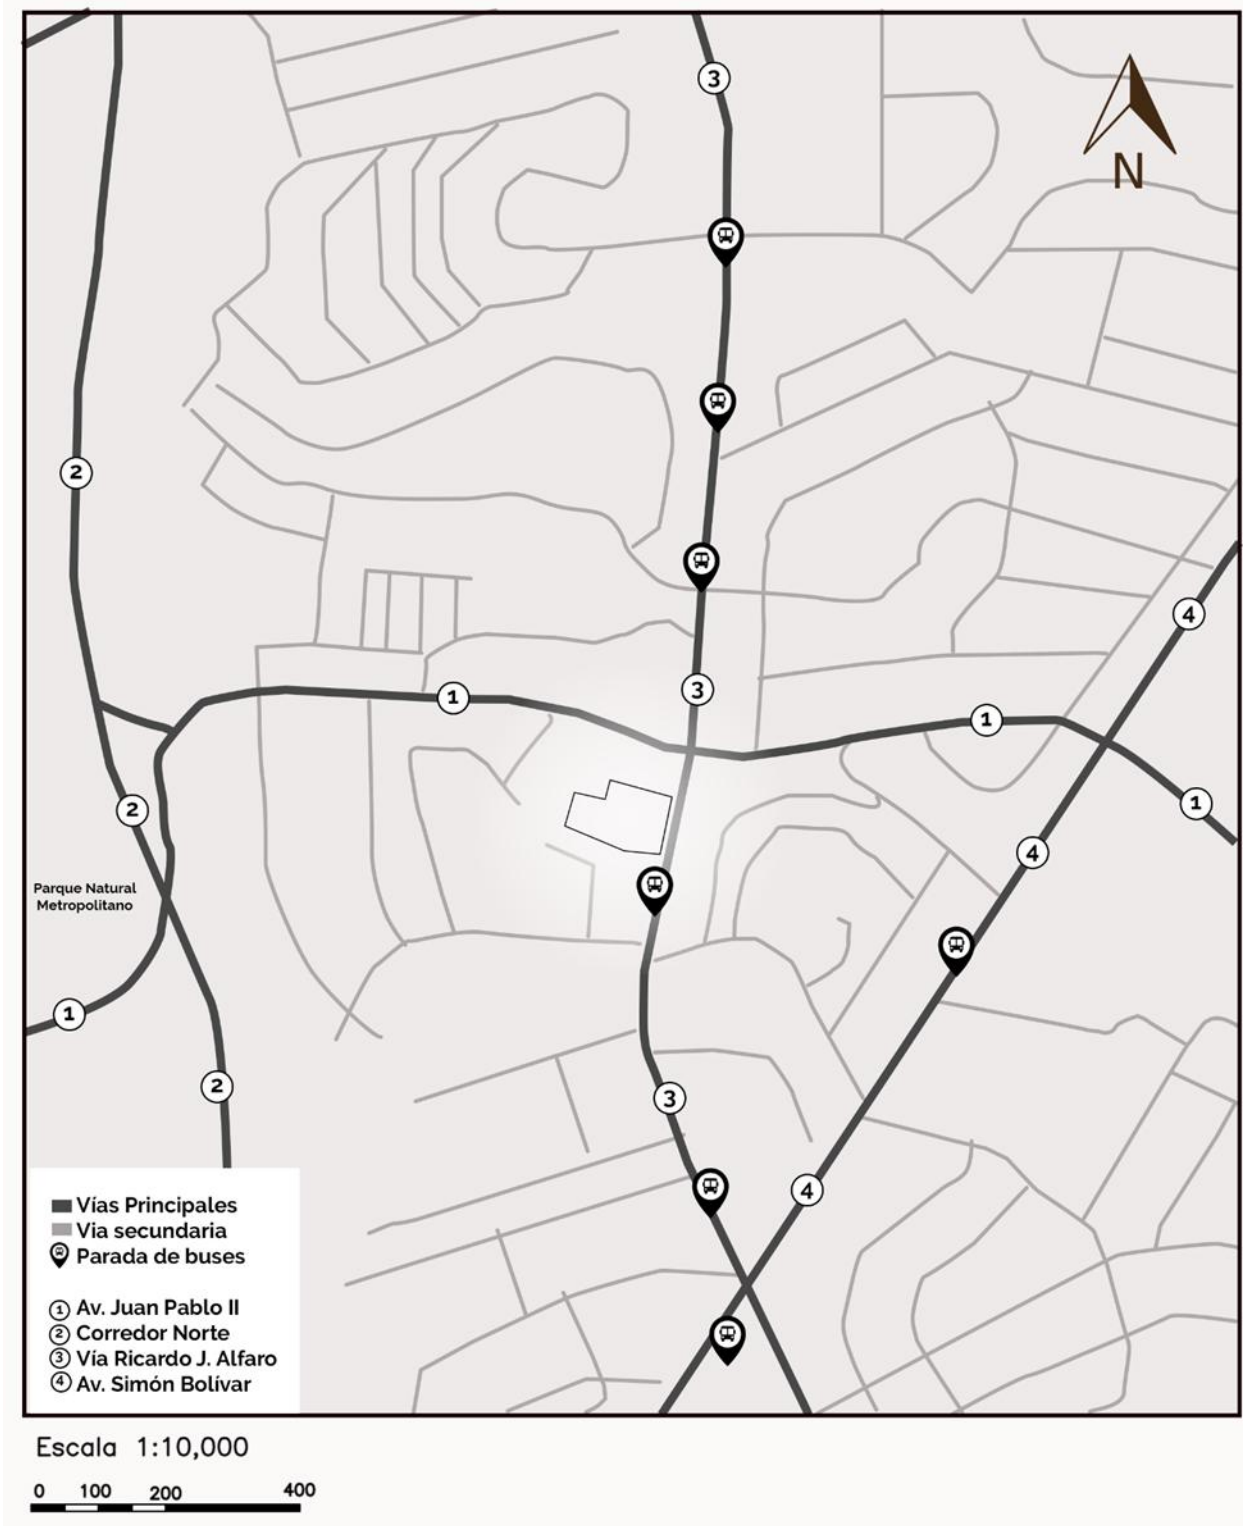 3
N
2
3
4
1
1
2
1
4
Parque Natural
Metropolitano
1
2
3
4
Vías Principales
Via secundaria
Parada de buses
1 Av. Juan Pablo II
2 Corredor Norte
3 Vía Ricardo J. Alfaro
4 Av. Simón Bolívar
Escala 1:10,000
0 100 200 400